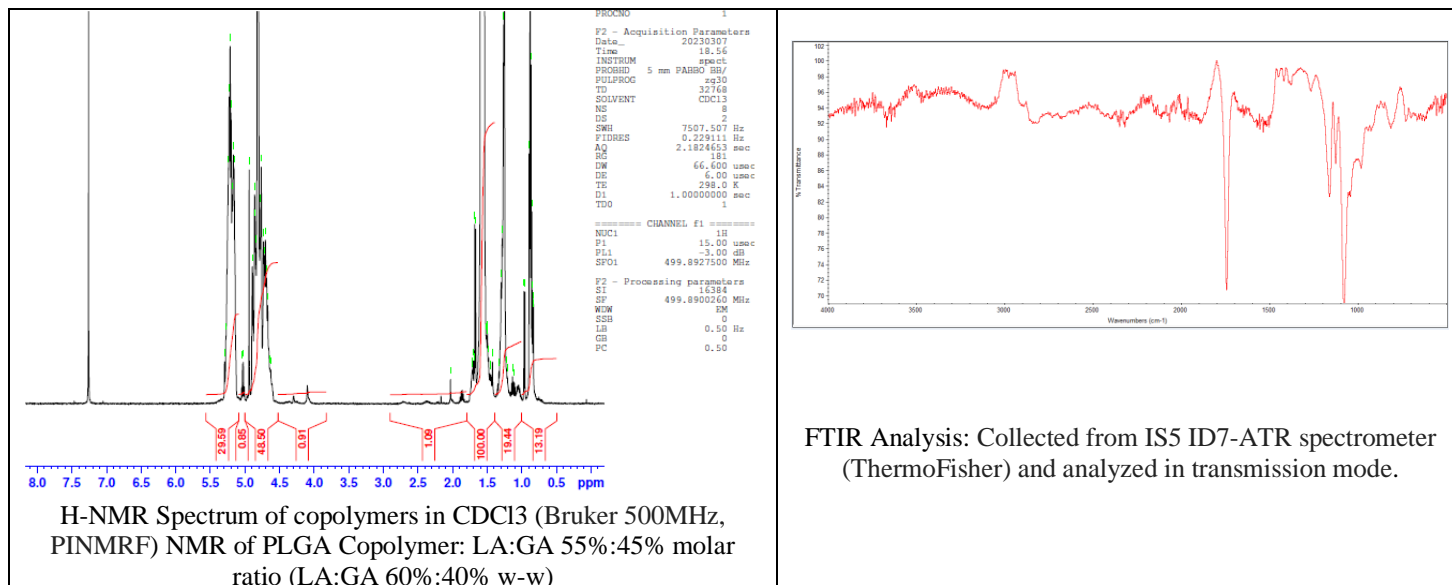 PROCNO 1
F2 - Acquisition Parameters
Date_ 20230307
Time 18.56
INSTRUM spect
PROBHD 5 mm PABBO BB/
PULPROG zg30
TD 32768
SOLVENT CDCl3
NS 8
DS 2
SWH 7507.507 Hz
FIDRES 0.229111 Hz
AQ 2.1824653 sec
RG 181
DW 66.600 usec
DE 6.00 usec
TE 298.0 K
D1 1.00000000 sec
TD0 1
======== CHANNEL f1 ========
NUC1 1H
P1 15.00 usec
PL1 -3.00 dB
SFO1 499.8927500 MHz
F2 - Processing parameters
SI 16384
SF 499.8900260 MHz
WDW EM
SSB 0
LB 0.50 Hz
GB 0
PC 0.50
29.59 0.85 48.50 0.91 1.09 100.00 19.44 13.19
8.0 7.5 7.0 6.5 6.0 5.5 5.0 4.5 4.0 3.5 3.0 2.5 2.0 1.5 1.0 0.5 ppm
H-NMR Spectrum of copolymers in CDCl3 (Bruker 500MHz,
PINMRF) NMR of PLGA Copolymer: LA:GA 55%:45% molar
ratio (LA:GA 60%:40% w-w)
102
100
98
96
94
92
90
88
86
84
82
80
78
76
74
72
70
% Transmittance
4000 3500 3000 2500 2000 1500 1000
Wavenumbers (cm-1)
FTIR Analysis: Collected from IS5 ID7-ATR spectrometer
(ThermoFisher) and analyzed in transmission mode.